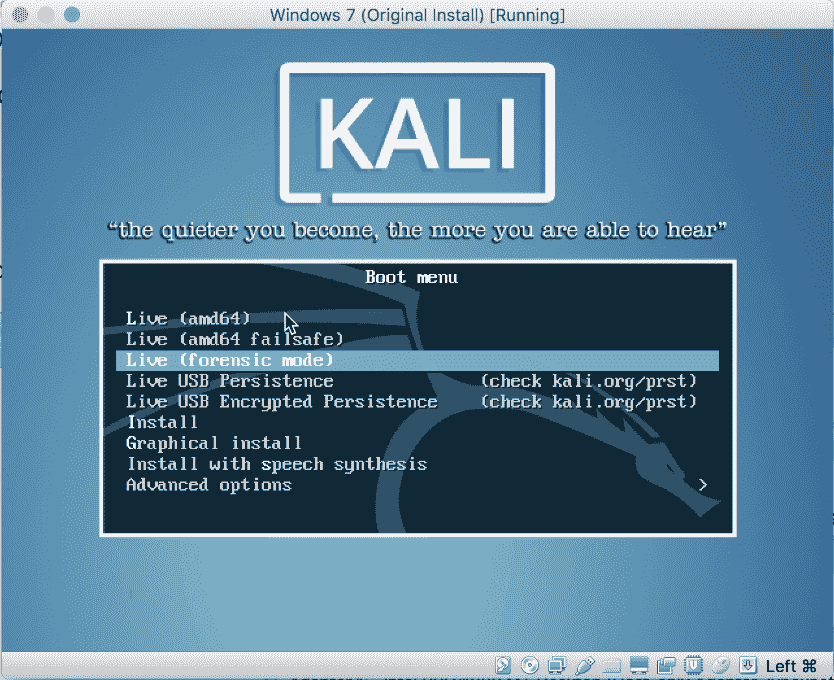 Windows 7 (Original Install) [Running]
KALI
“the quieter you become, the more you are able to hear”
Boot menu
Live (amd64)
Live (amd64 failsafe)
Live (forensic mode)
Live USB Persistence (check kali.org/prst)
Live USB Encrypted Persistence (check kali.org/prst)
Install
Graphical install
Install with speech synthesis
Advanced options >
Left ⌘